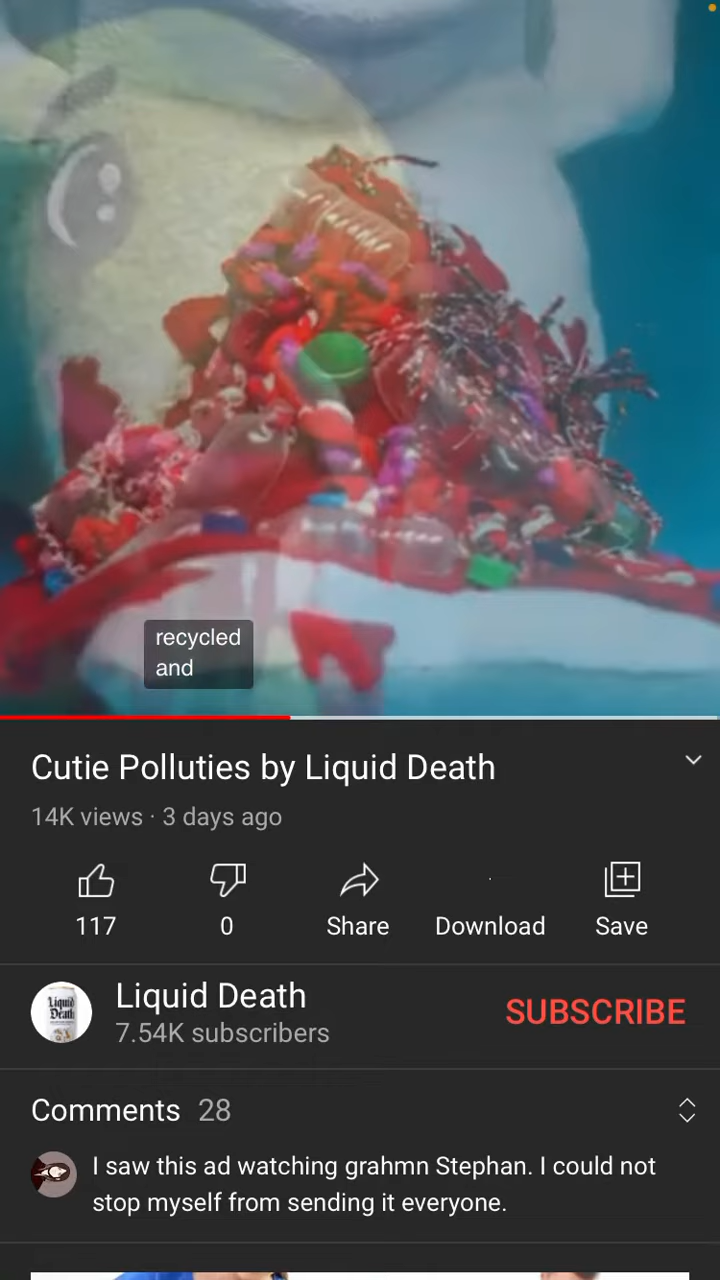 recycled
and
Cutie Polluties by Liquid Death
14K views · 3 days ago
117
0
Share
Download
Save
Liquid Death
Liquid Death
7.54K subscribers
SUBSCRIBE
Comments 28
I saw this ad watching grahmn Stephan. I could not
stop myself from sending it everyone.